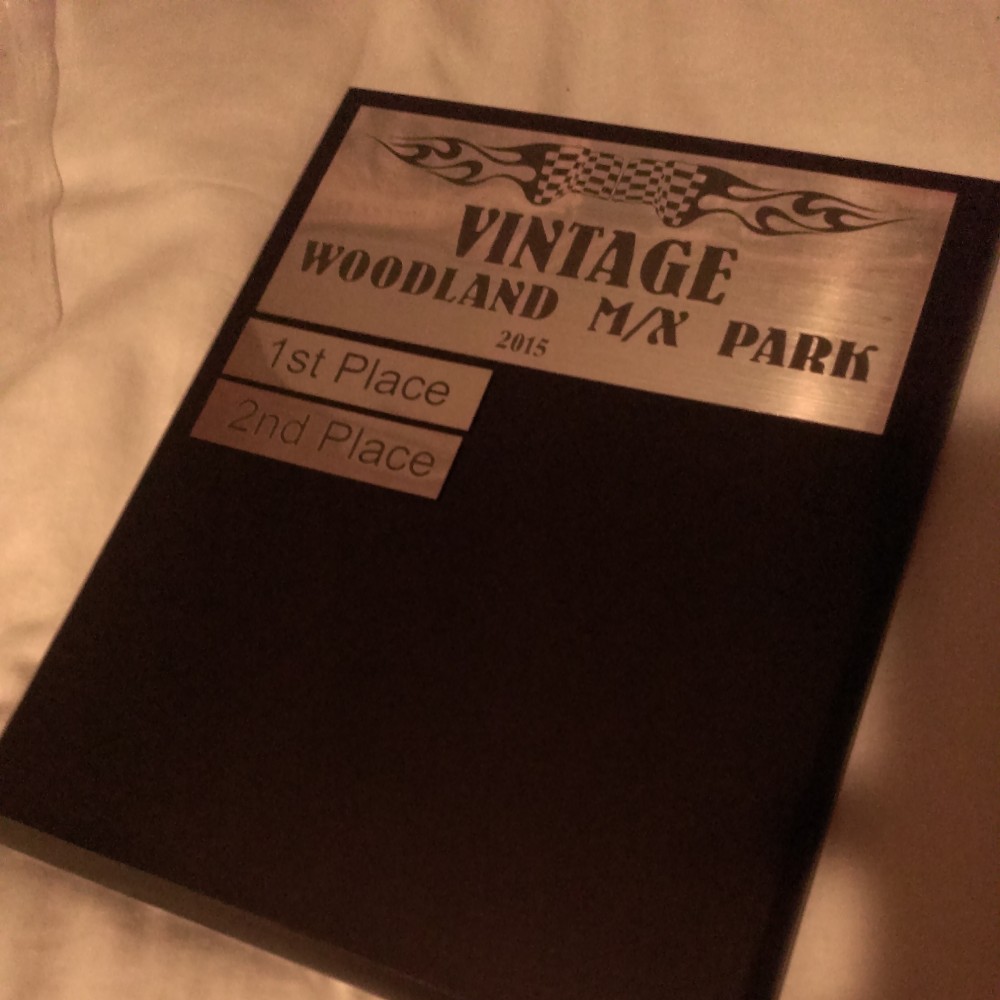 VINTAGE
WOODLAND M/X PARK
2015
1st Place
2nd Place